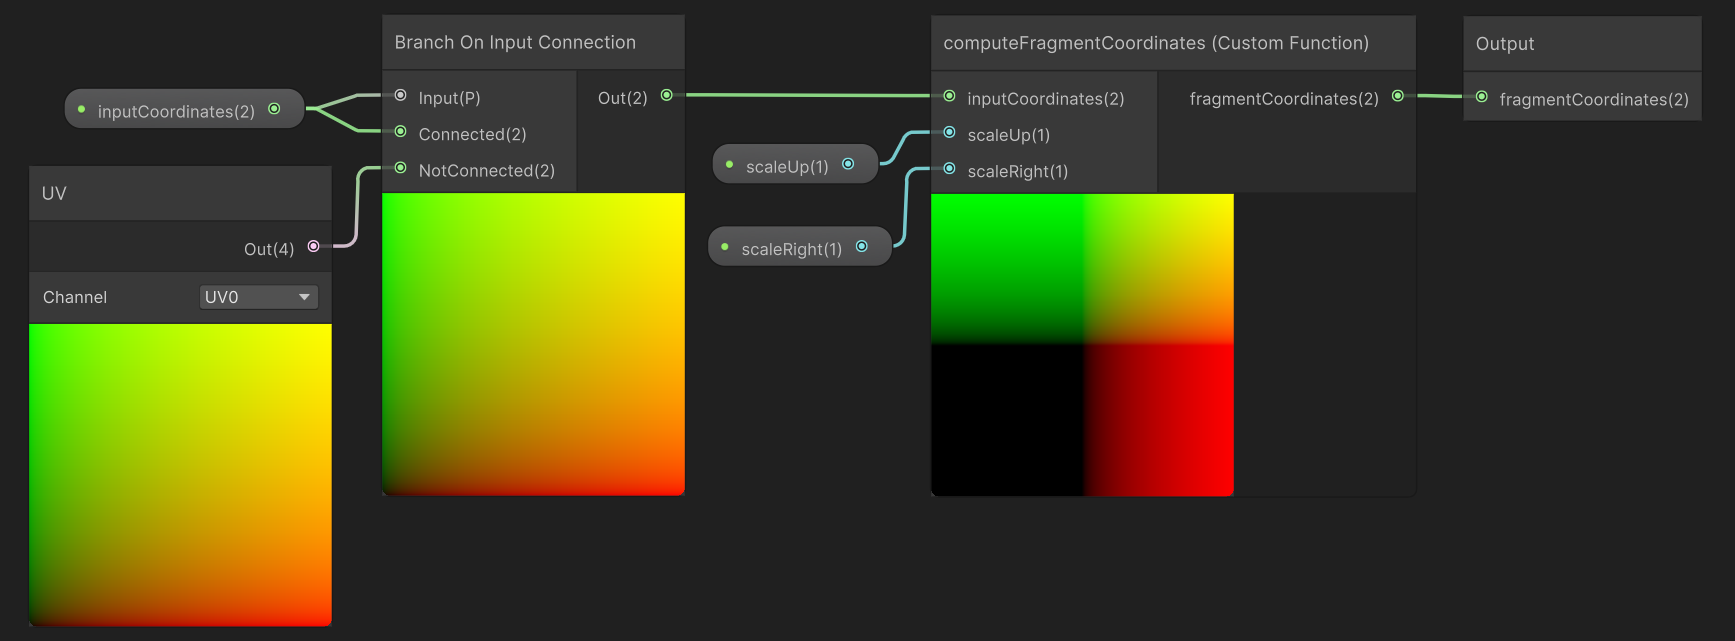 inputCoordinates(2)
UV
Out(4)
Channel
UV0
Branch On Input Connection
Input(P)
Out(2)
Connected(2)
NotConnected(2)
scaleUp(1)
scaleRight(1)
computeFragmentCoordinates (Custom Function)
inputCoordinates(2)
fragmentCoordinates(2)
scaleUp(1)
scaleRight(1)
Output
fragmentCoordinates(2)